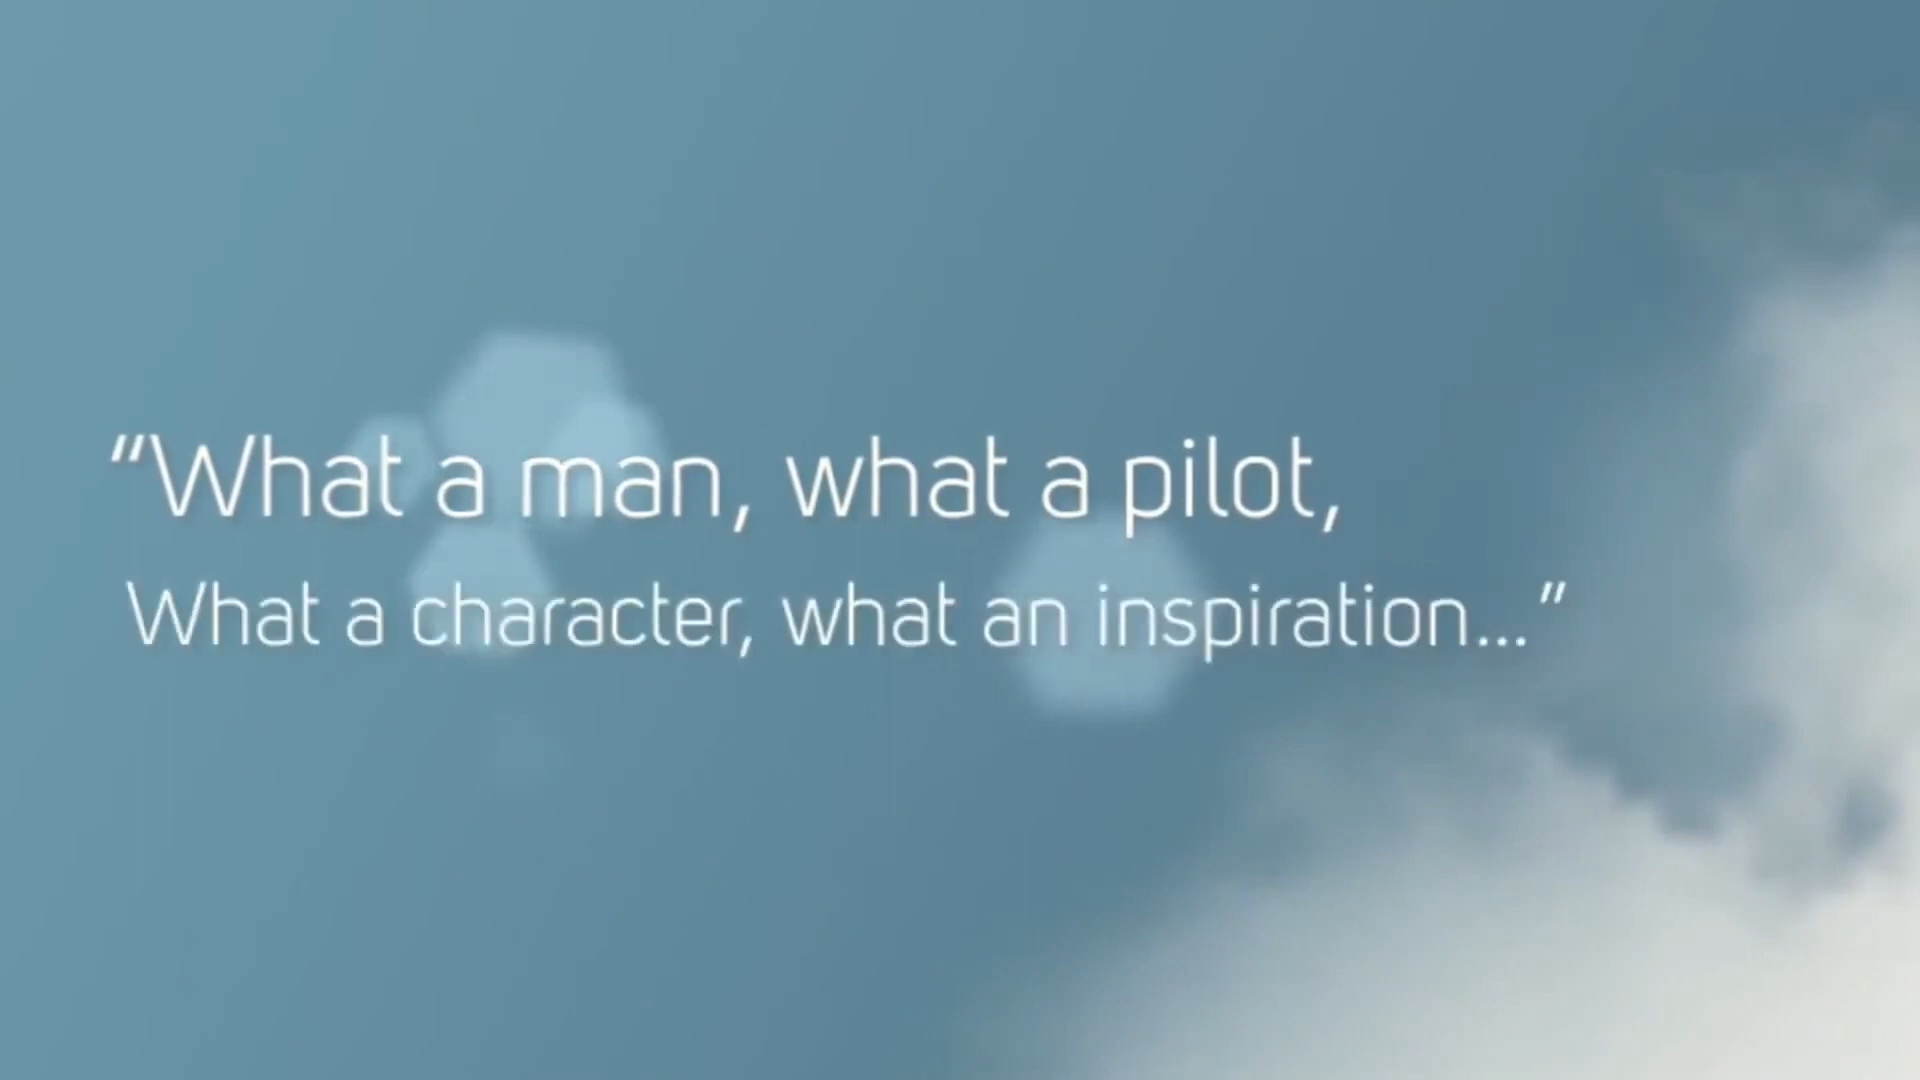 “What a man, what a pilot,
What a character, what an inspiration...”